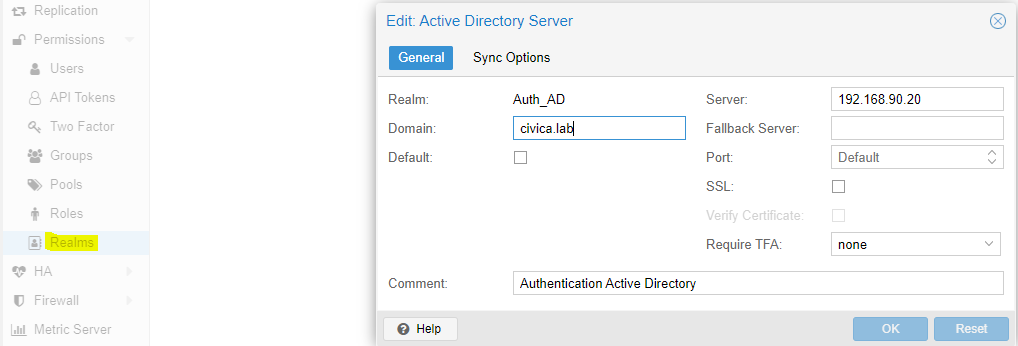 Replication
Permissions
Users
API Tokens
Two Factor
Groups
Pools
Roles
Realms
HA
Firewall
Metric Server
Edit: Active Directory Server
General Sync Options
Realm: Auth_AD
Domain: civica.lab
Default:
Server: 192.168.90.20
Fallback Server:
Port: Default
SSL:
Verify Certificate:
Require TFA: none
Comment: Authentication Active Directory
Help OK Reset